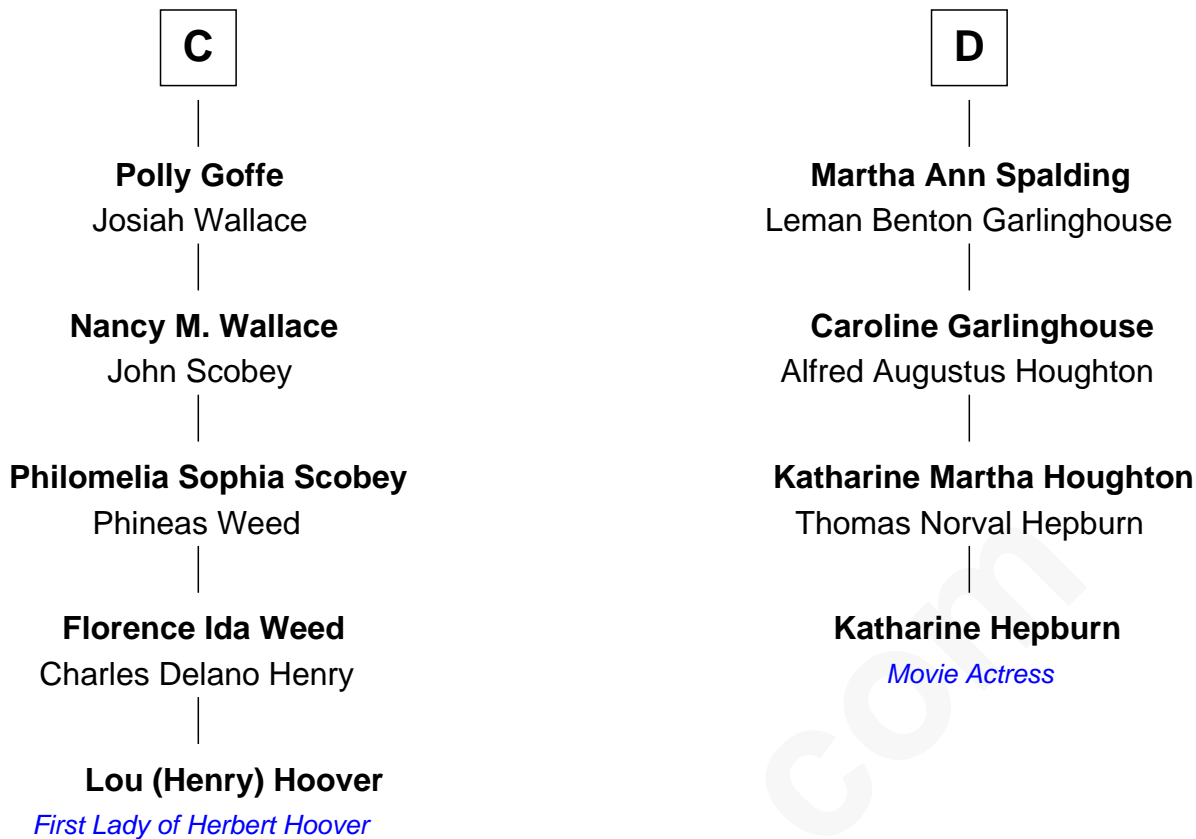 C
Polly Goffe
Josiah Wallace
Nancy M. Wallace
John Scobey
Philomelia Sophia Scobey
Phineas Weed
Florence Ida Weed
Charles Delano Henry
Lou (Henry) Hoover
First Lady of Herbert Hoover
D
Martha Ann Spalding
Leman Benton Garlinghouse
Caroline Garlinghouse
Alfred Augustus Houghton
Katharine Martha Houghton
Thomas Norval Hepburn
Katharine Hepburn
Movie Actress
com